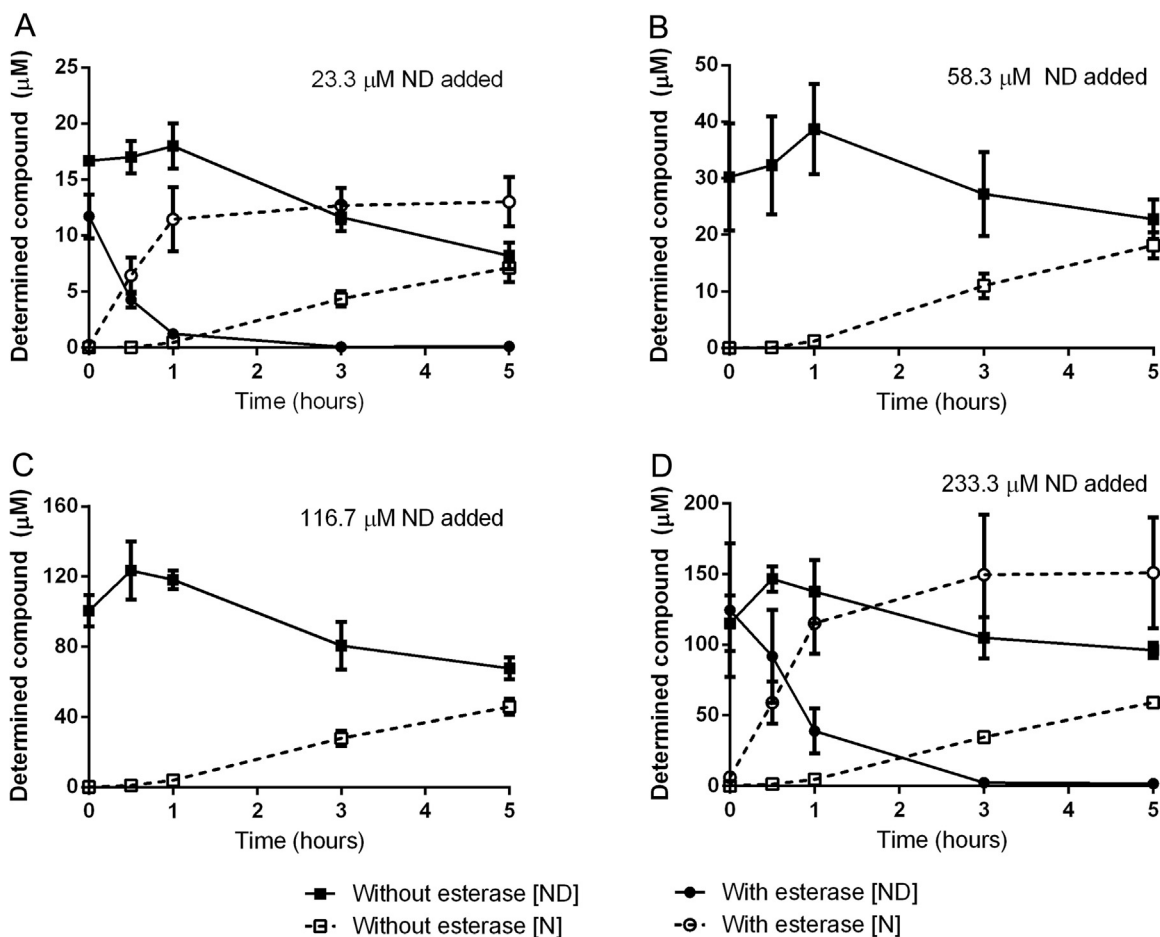 A
23.3 μM ND added
Determined compound (μM)
25
20
15
10
5
0
0 1 2 3 4 5
Time (hours)
B
58.3 μM ND added
Determined compound (μM)
50
40
30
20
10
0
0 1 2 3 4 5
Time (hours)
C
116.7 μM ND added
Determined compound (μM)
160
120
80
40
0
0 1 2 3 4 5
Time (hours)
D
233.3 μM ND added
Determined compound (μM)
200
150
100
50
0
0 1 2 3 4 5
Time (hours)
Without esterase [ND]
Without esterase [N]
With esterase [ND]
With esterase [N]